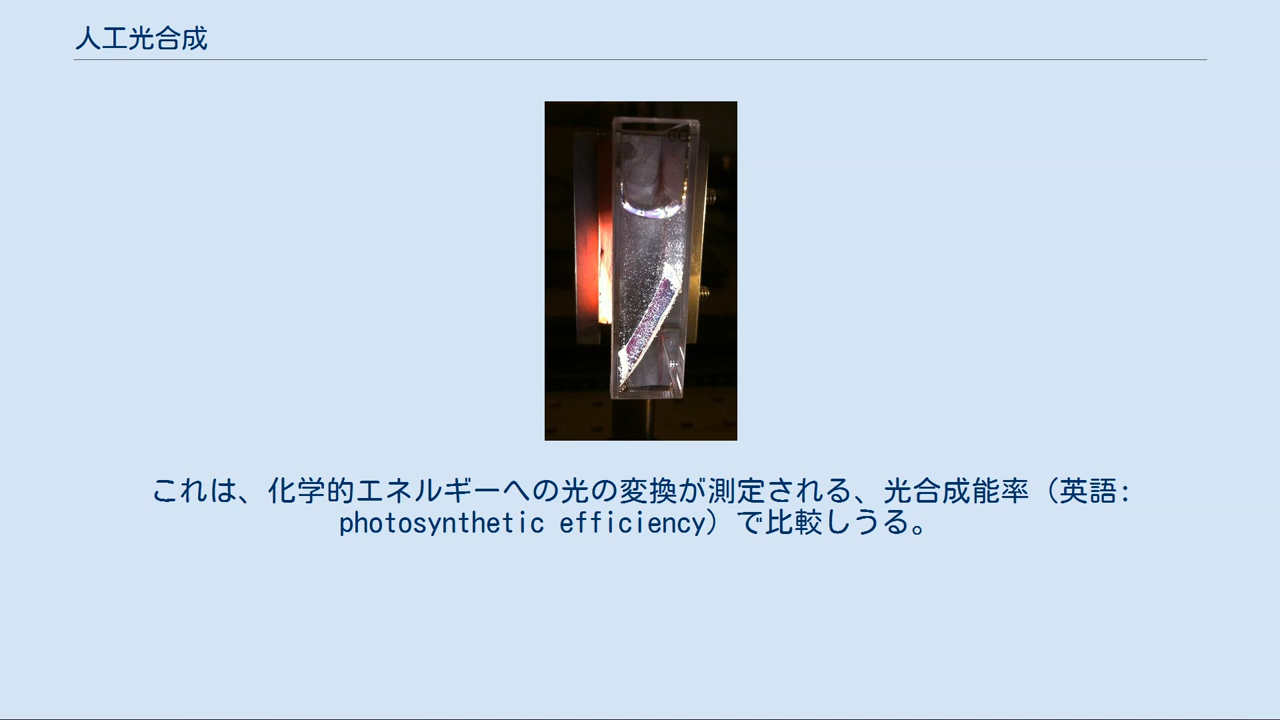 人工光合成
これは、化学的エネルギーへの光の変換が測定される、光合成能率（英語:
photosynthetic efficiency）で比較しうる。